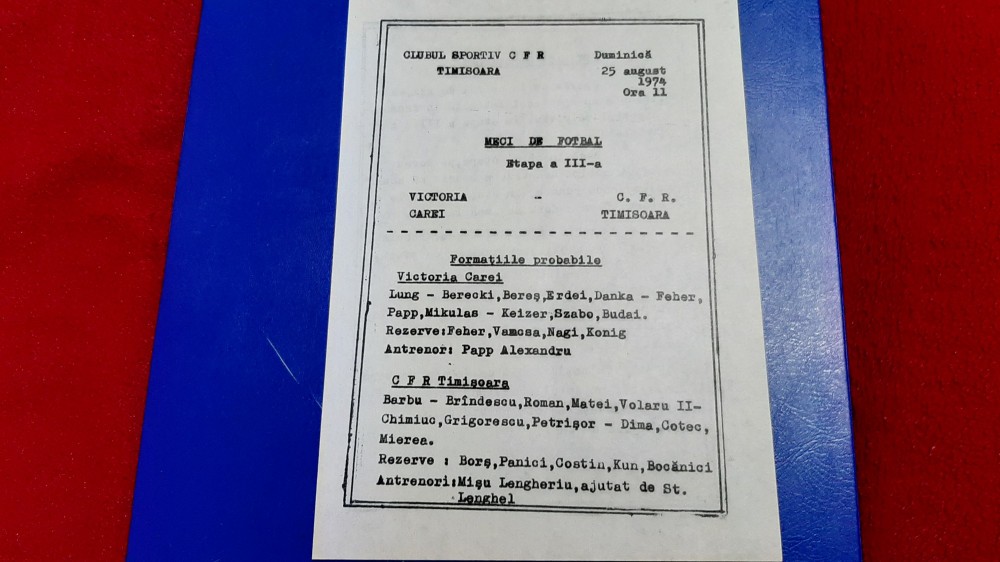 CLUBUL SPORTIV C F R Duminică
TIMISOARA 25 august
1974
Ora 11
MECI DE FOTBAL
Etapa a III-a
VICTORIA - C. F. R.
CAREI TIMISOARA
Formațiile probabile
Victoria Carei
Lung - Berecki,Bereș,Erdei,Danka - Feher,
Papp,Mikulas - Keizer,Szabo,Budai.
Rezerve:Feher,Vamosa,Nagi,Konig
Antrenor: Papp Alexandru
C F R Timișoara
Barbu - Brîndescu,Roman,Matei,Volaru II-
Chimiuc,Grigorescu,Petrișor - Dima,Cotec,
Mierea.
Rezerve : Borș,Panici,Costin,Kun,Bocănici
Antrenori:Mișu Lengheriu,ajutat de St.
Lenghel